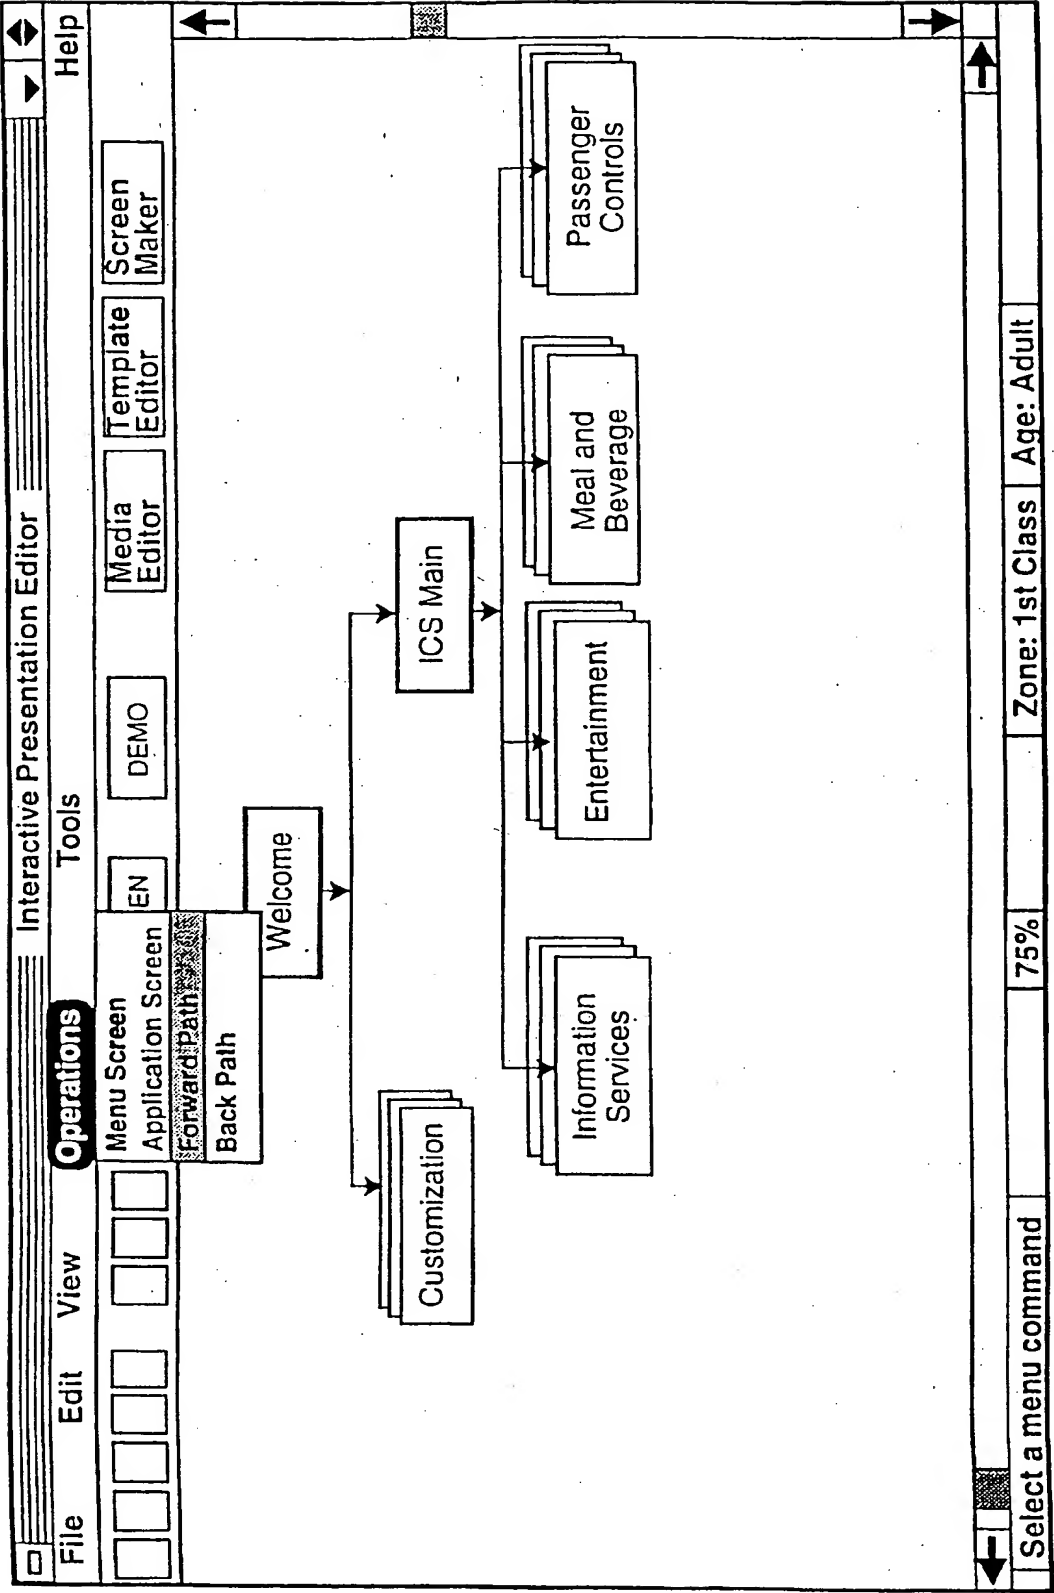 Interactive Presentation Editor
File Edit View Operations Tools Help
Menu Screen
Application Screen
Forward Path
Back Path
EN
DEMO
Media
Editor
Template
Editor
Screen
Maker
Welcome
Customization
ICS Main
Information
Services
Entertainment
Meal and
Beverage
Passenger
Controls
Select a menu command 75% Zone: 1st Class Age: Adult